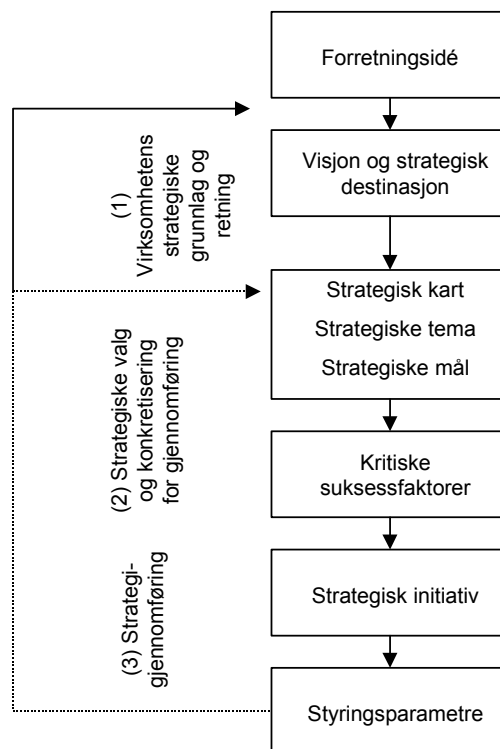 Forretningsidé
Visjon og strategisk
destinasjon
(1)
Virksomhetens
strategiske
grunnlag og
retning
Strategisk kart
Strategiske tema
Strategiske mål
(2) Strategiske valg
og konkretisering
for gjennomføring
Kritiske
suksessfaktorer
Strategisk initiativ
(3) Strategi-
gjennomføring
Styringsparametre